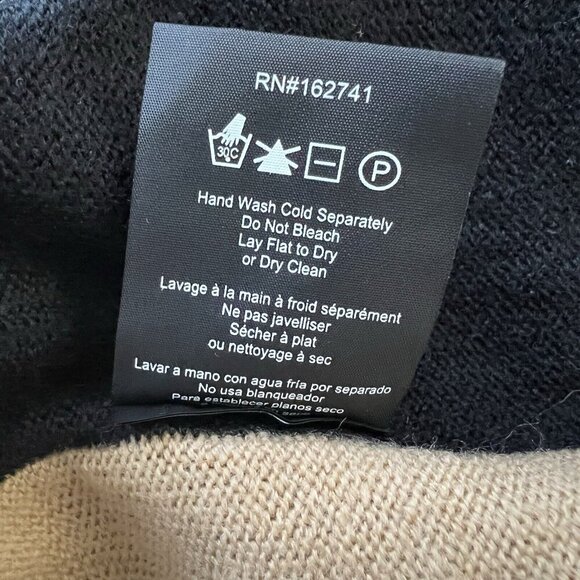 RN#162741
30C P
Hand Wash Cold Separately
Do Not Bleach
Lay Flat to Dry
or Dry Clean
Lavage à la main à froid séparément
Ne pas javelliser
Sécher à plat
ou nettoyage à sec
Lavar a mano con agua fría por separado
No usa blanqueador
Para establecer planos seco